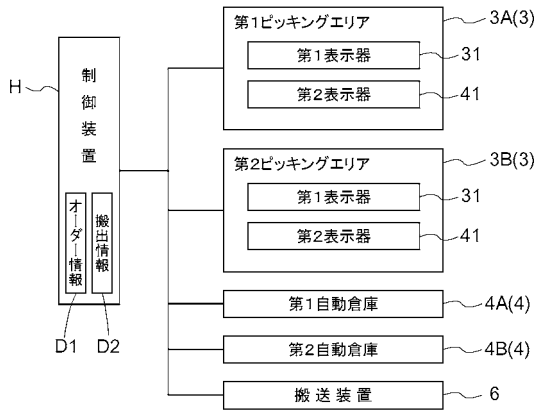 H
制御装置
オーダー情報
搬出情報
D1
D2
第1ピッキングエリア
3A(3)
第1表示器
31
第2表示器
41
第2ピッキングエリア
3B(3)
第1表示器
31
第2表示器
41
第1自動倉庫
4A(4)
第2自動倉庫
4B(4)
搬送装置
6